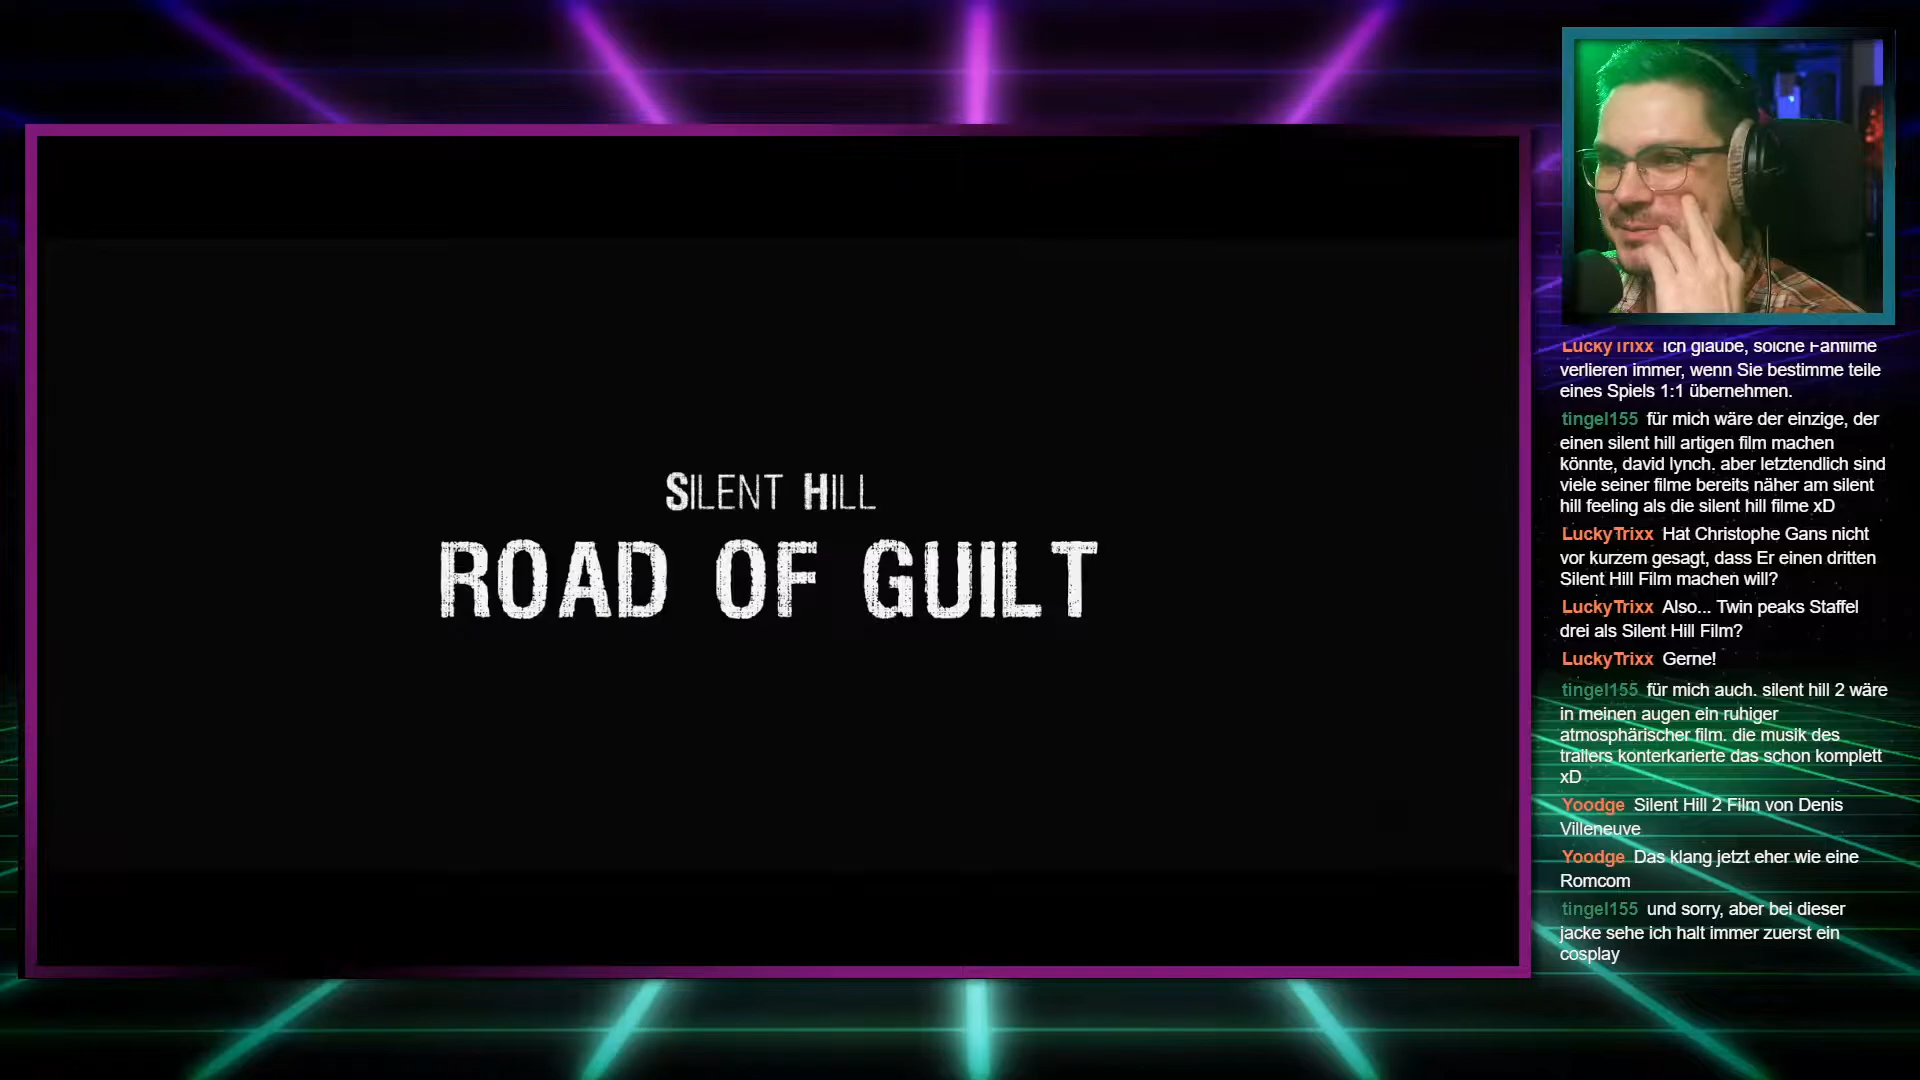 SILENT HILL
ROAD OF GUILT
LuckyTrixx Ich glaube, solche Fanfilme
verlieren immer, wenn Sie bestimme teile
eines Spiels 1:1 übernehmen.
tingel155 für mich wäre der einzige, der
einen silent hill artigen film machen
könnte, david lynch. aber letztendlich sind
viele seiner filme bereits näher am silent
hill feeling als die silent hill filme xD
LuckyTrixx Hat Christophe Gans nicht
vor kurzem gesagt, dass Er einen dritten
Silent Hill Film machen will?
LuckyTrixx Also... Twin peaks Staffel
drei als Silent Hill Film?
LuckyTrixx Gerne!
tingel155 für mich auch. silent hill 2 wäre
in meinen augen ein ruhiger
atmosphärischer film. die musik des
trailers konterkarierte das schon komplett
xD
Yoodge Silent Hill 2 Film von Denis
Villeneuve
Yoodge Das klang jetzt eher wie eine
Romcom
tingel155 und sorry, aber bei dieser
jacke sehe ich halt immer zuerst ein
cosplay